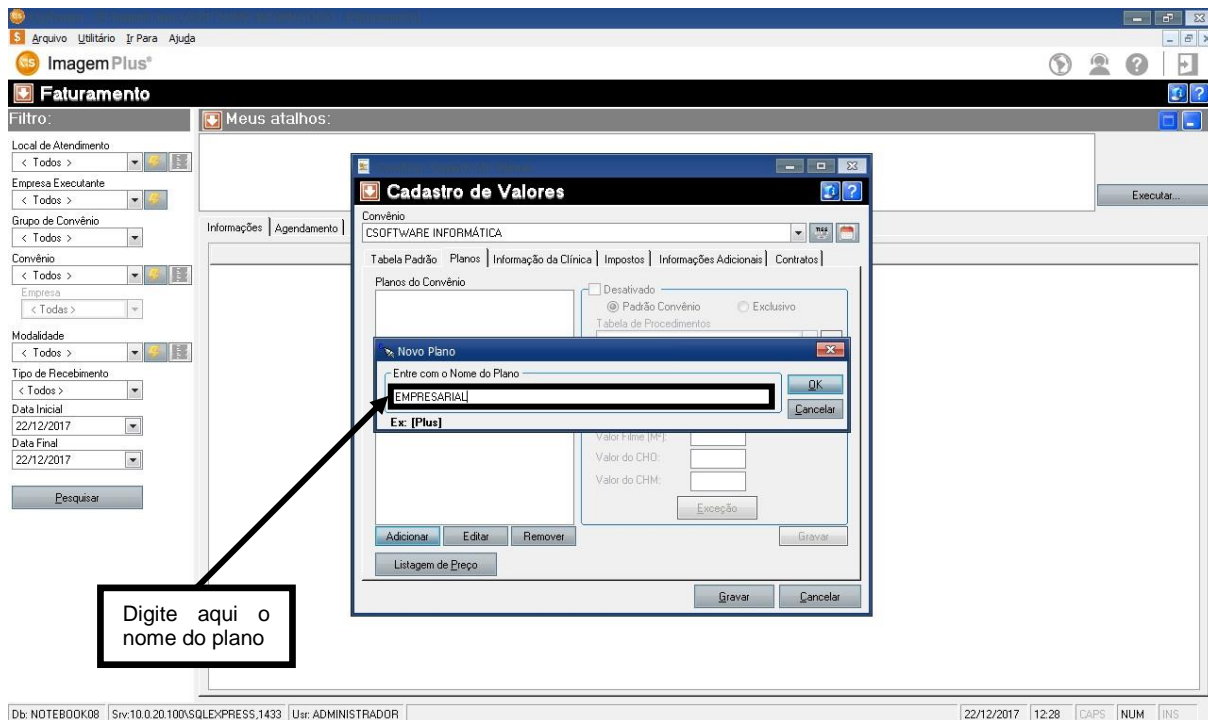 Arquivo Utilitário Ir Para Ajuda
ImagemPlus®
Faturamento
Filtro:
Meus atalhos:
Local de Atendimento
< Todos >
Empresa Executante
< Todos >
Grupo de Convênio
< Todos >
Convênio
< Todos >
Empresa
< Todas >
Modalidade
< Todos >
Tipo de Recebimento
< Todos >
Data Inicial
22/12/2017
Data Final
22/12/2017
Pesquisar
Executar...
Informações Agendamento
Cadastro de Valores
Convênio
CSOFTWARE INFORMÁTICA
Tabela Padrão Planos Informação da Clínica Impostos Informações Adicionais Contratos
Planos do Convênio
Desativado
Padrão Convênio Exclusivo
Tabela de Procedimentos
Novo Plano
Entre com o Nome do Plano
EMPRESARIAL
OK
Cancelar
Ex: [Plus]
Valor Filme (M²):
Valor do CHO:
Valor do CHM:
Exceção
Adicionar Editar Remover Gravar
Listagem de Preço
Gravar Cancelar
Digite aqui o
nome do plano
Db: NOTEBOOK08 Srv:10.0.20.100\SQLEXPRESS,1433 Usr: ADMINISTRADOR 22/12/2017 12:28 CAPS NUM INS